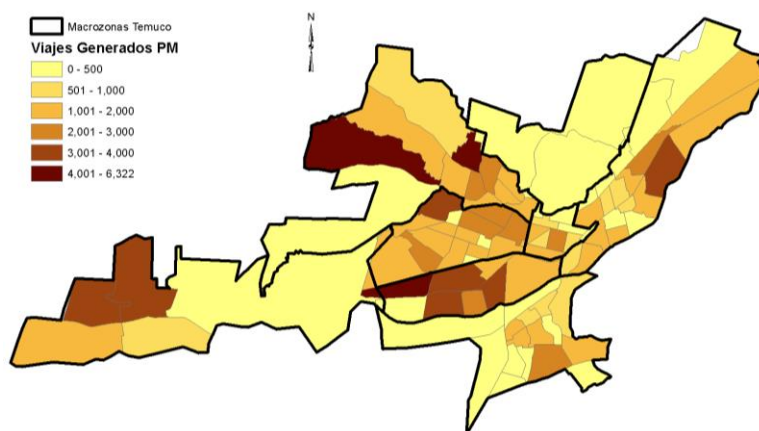 N
Macrozonas Temuco
Viajes Generados PM
0 - 500
501 - 1,000
1,001 - 2,000
2,001 - 3,000
3,001 - 4,000
4,001 - 6,322